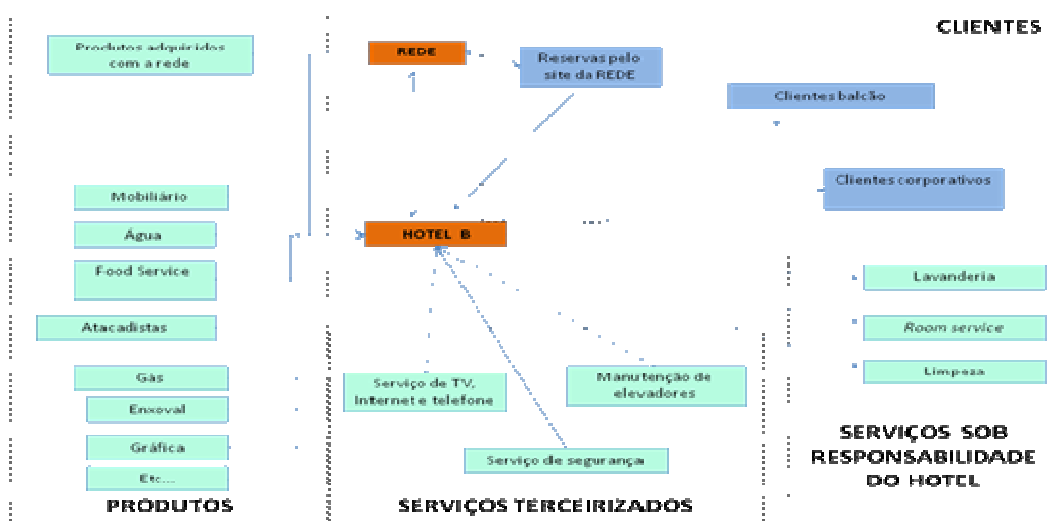 CLIENTES
Produtos adquiridos
com a rede
REDE
Reservas pelo
site da REDE
Clientes balcão
Clientes corporativos
Mobiliário
Água
Food Service
Atacadistas
Gás
Enxoval
Gráfica
Etc...
PRODUTOS
HOTEL B
Serviço de TV,
Internet e telefone
Manutenção de
elevadores
Serviço de segurança
SERVIÇOS TERCEIRIZADOS
Lavanderia
Room service
Limpeza
SERVIÇOS SOB
RESPONSABILIDADE
DO HOTEL